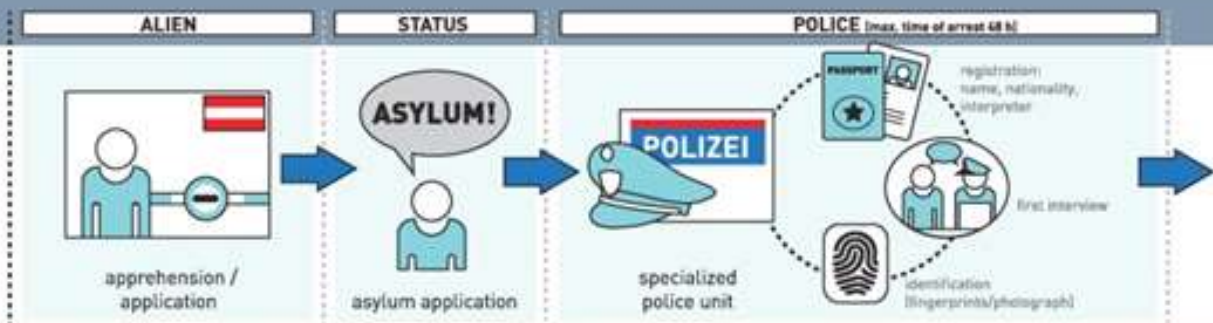 ALIEN
STATUS
POLICE (max. time of arrest 48 h)
apprehension /
application
ASYLUM!
asylum application
POLIZEI
specialized
police unit
PASSPORT
registration:
name, nationality,
interpreter
first interview
identification
(fingerprints/photograph)